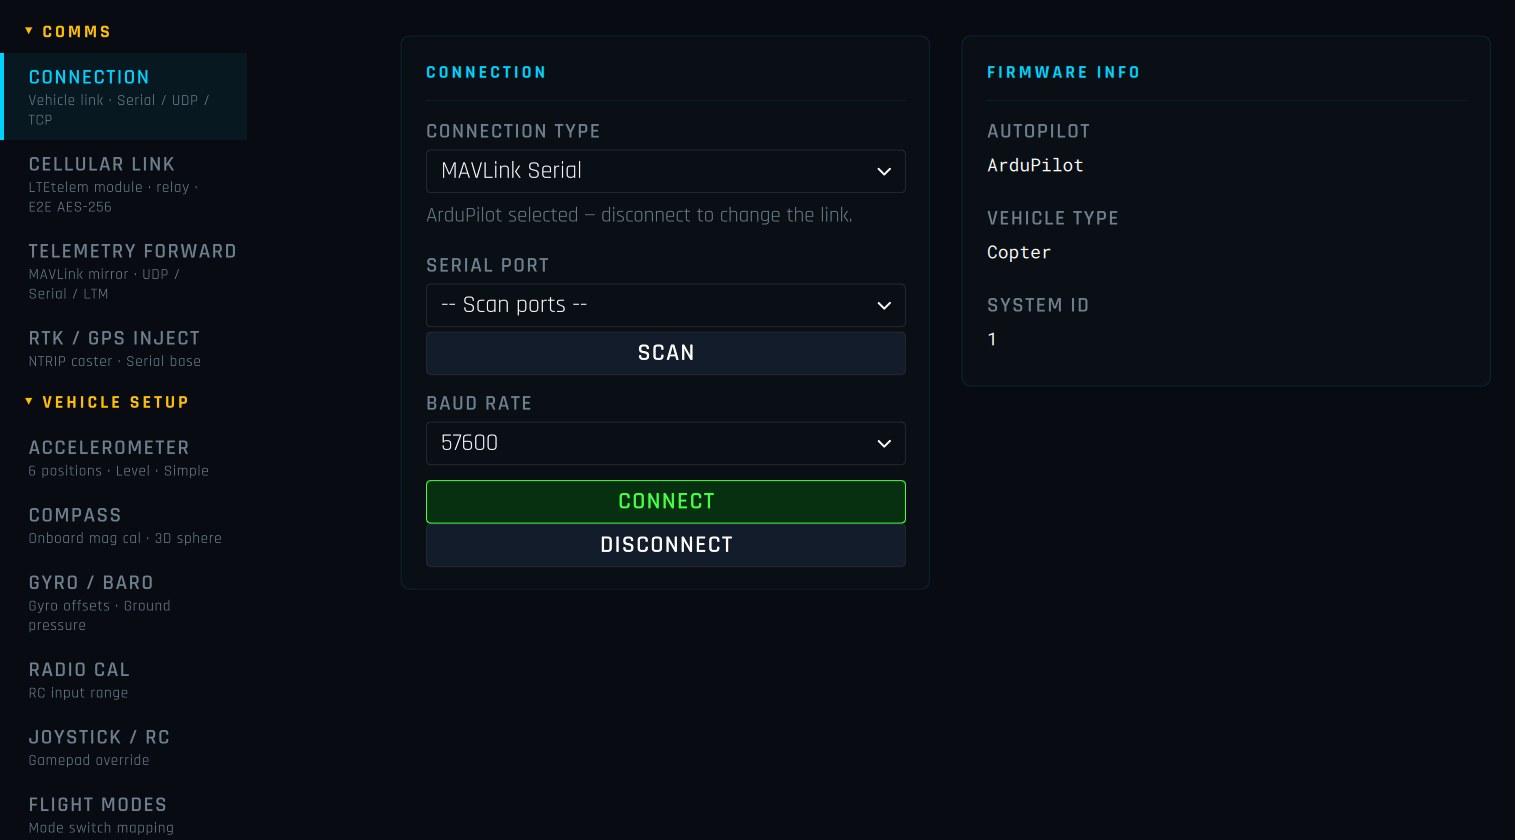 ▼ COMMS
CONNECTION
Vehicle link · Serial / UDP /
TCP
CELLULAR LINK
LTEtelem module · relay ·
E2E AES-256
TELEMETRY FORWARD
MAVLink mirror · UDP /
Serial / LTM
RTK / GPS INJECT
NTRIP caster · Serial base
▼ VEHICLE SETUP
ACCELEROMETER
6 positions · Level · Simple
COMPASS
Onboard mag cal · 3D sphere
GYRO / BARO
Gyro offsets · Ground
pressure
RADIO CAL
RC input range
JOYSTICK / RC
Gamepad override
FLIGHT MODES
Mode switch mapping
CONNECTION
CONNECTION TYPE
MAVLink Serial
ArduPilot selected – disconnect to change the link.
SERIAL PORT
-- Scan ports --
SCAN
BAUD RATE
57600
CONNECT
DISCONNECT
FIRMWARE INFO
AUTOPILOT
ArduPilot
VEHICLE TYPE
Copter
SYSTEM ID
1